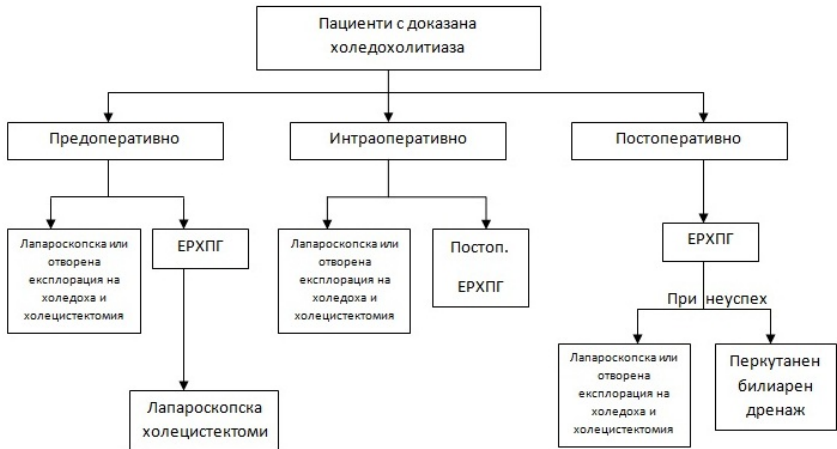 Пациенти с доказана
холедохолитиаза
Предоперативно
Интраоперативно
Постоперативно
Лапароскопска или
отворена
експлорация на
холедоха и
холецистектомия
ЕРХПГ
Лапароскопска или
отворена
експлорация на
холедоха и
холецистектомия
Постоп.
ЕРХПГ
ЕРХПГ
При неуспех
Лапароскопска
холецистектоми
Лапароскопска или
отворена
експлорация на
холедоха и
холецистектомия
Перкутанен
билиарен
дренаж